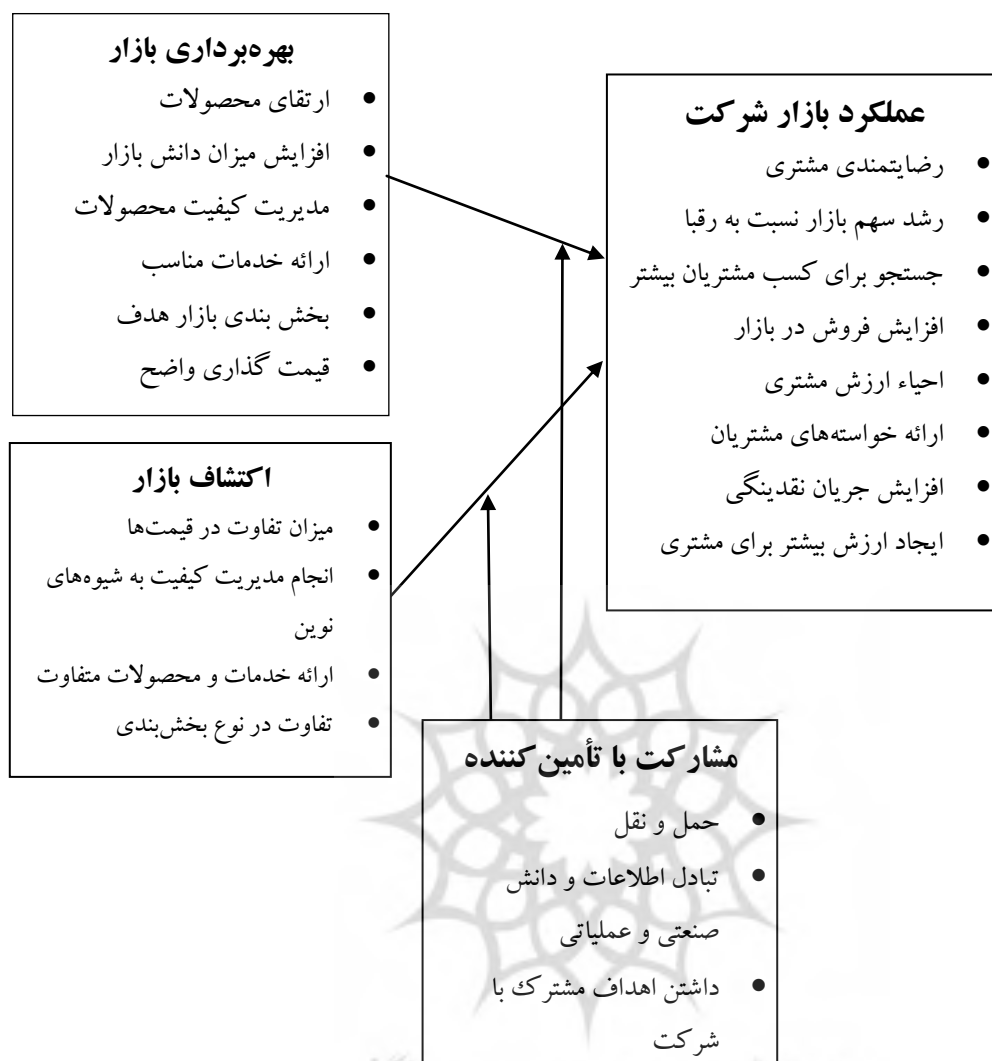 بهره‌برداری بازار
• ارتقای محصولات
• افزایش میزان دانش بازار
• مدیریت کیفیت محصولات
• ارائه خدمات مناسب
• بخش بندی بازار هدف
• قیمت گذاری واضح
عملکرد بازار شرکت
• رضایتمندی مشتری
• رشد سهم بازار نسبت به رقبا
• جستجو برای کسب مشتریان بیشتر
• افزایش فروش در بازار
• احیاء ارزش مشتری
• ارائه خواسته‌های مشتریان
• افزایش جریان نقدینگی
• ایجاد ارزش بیشتر برای مشتری
اکتشاف بازار
• میزان تفاوت در قیمت‌ها
• انجام مدیریت کیفیت به شیوه‌های
نوین
• ارائه خدمات و محصولات متفاوت
• تفاوت در نوع بخش‌بندی
مشارکت با تأمین‌کننده
• حمل و نقل
• تبادل اطلاعات و دانش
صنعتی و عملیاتی
• داشتن اهداف مشترک با
شرکت